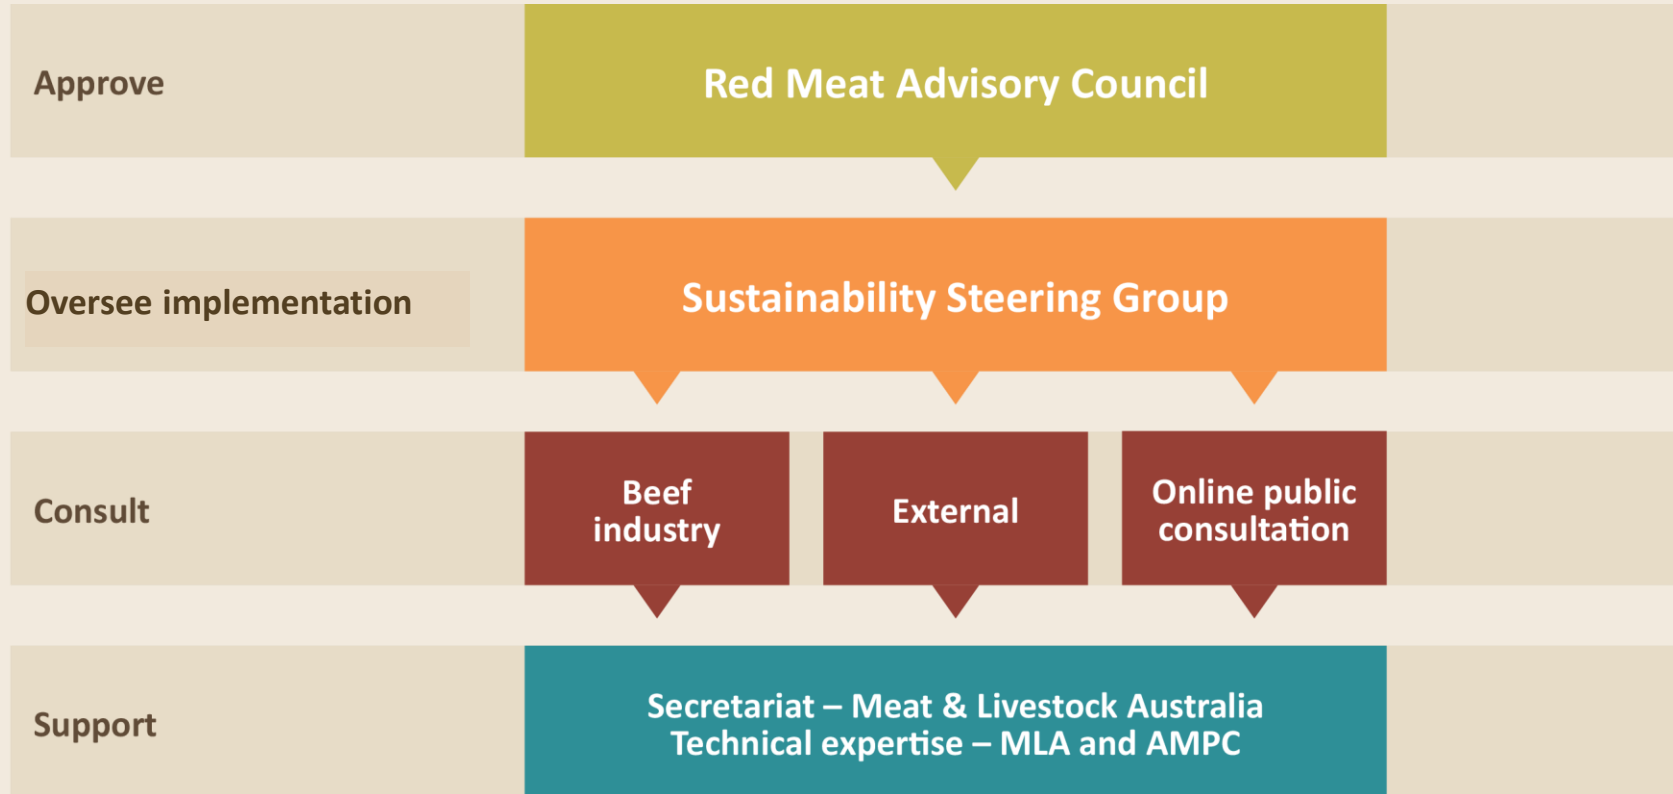 Approve
Red Meat Advisory Council
Oversee implementation
Sustainability Steering Group
Consult
Beef
industry
External
Online public
consultation
Support
Secretariat – Meat & Livestock Australia
Technical expertise – MLA and AMPC